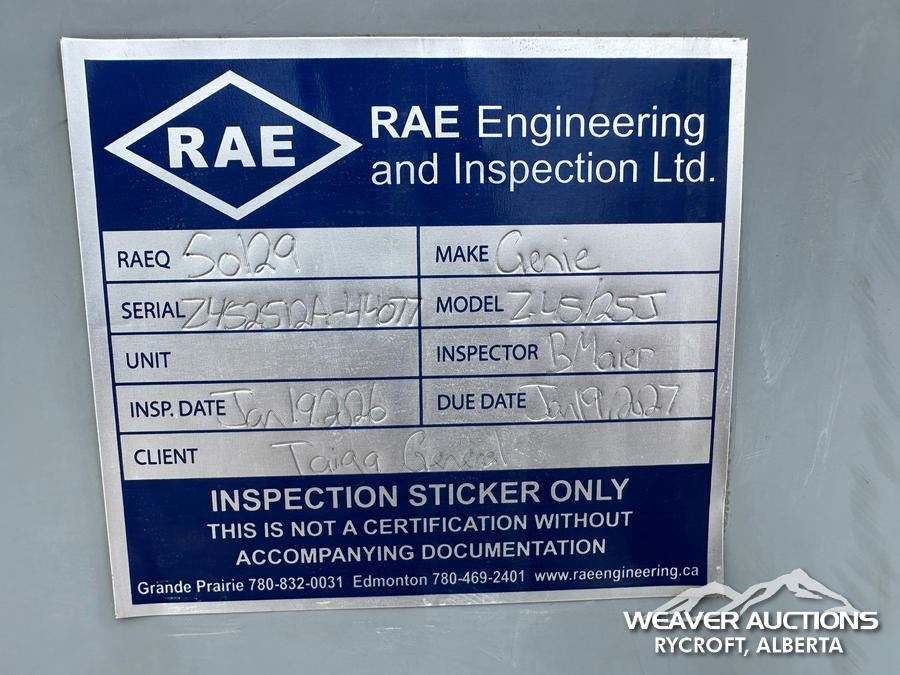 RAE
RAE Engineering
and Inspection Ltd.
RAEQ 50129
MAKE Genie
SERIAL Z452512A-44077
MODEL Z-45/25J
UNIT
INSPECTOR B Maier
INSP. DATE Jan 19, 2026
DUE DATE Jan 19, 2027
CLIENT Taiga General
INSPECTION STICKER ONLY
THIS IS NOT A CERTIFICATION WITHOUT
ACCOMPANYING DOCUMENTATION
Grande Prairie 780-832-0031 Edmonton 780-469-2401 www.raeengineering.ca
WEAVER AUCTIONS
RYCROFT, ALBERTA